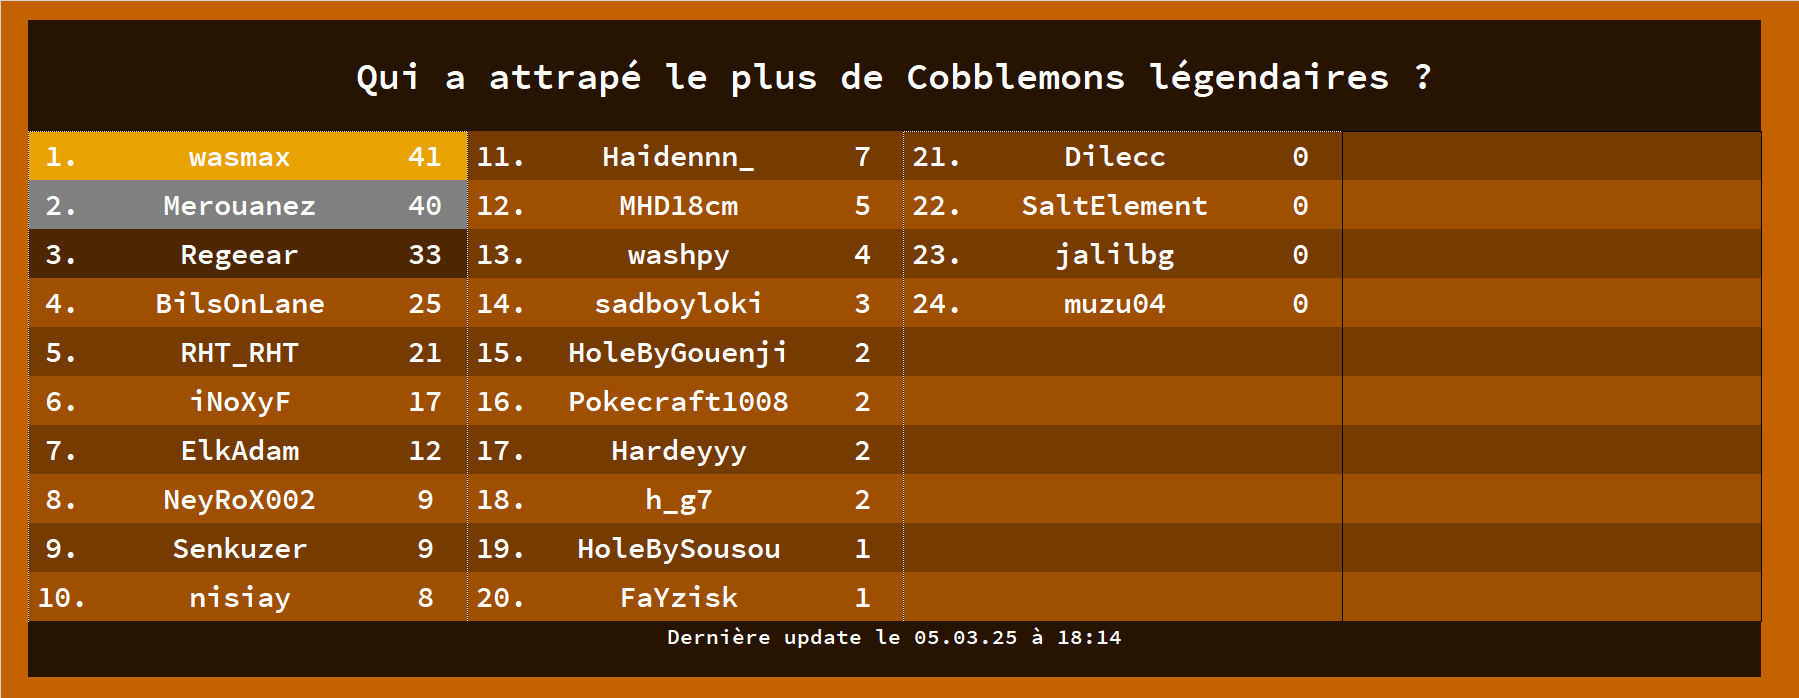 Qui a attrapé le plus de Cobblemons légendaires ?
1. wasmax 41
2. Merouanez 40
3. Regeear 33
4. BilsOnLane 25
5. RHT_RHT 21
6. iNoXyF 17
7. ElkAdam 12
8. NeyRoX002 9
9. Senkuzer 9
10. nisiay 8
11. Haidennn_ 7
12. MHD18cm 5
13. washpy 4
14. sadboyloki 3
15. HoleByGouenji 2
16. Pokecraft1008 2
17. Hardeyyy 2
18. h_g7 2
19. HoleBySousou 1
20. FaYzisk 1
21. Dilecc 0
22. SaltElement 0
23. jalilbg 0
24. muzu04 0
Dernière update le 05.03.25 à 18:14